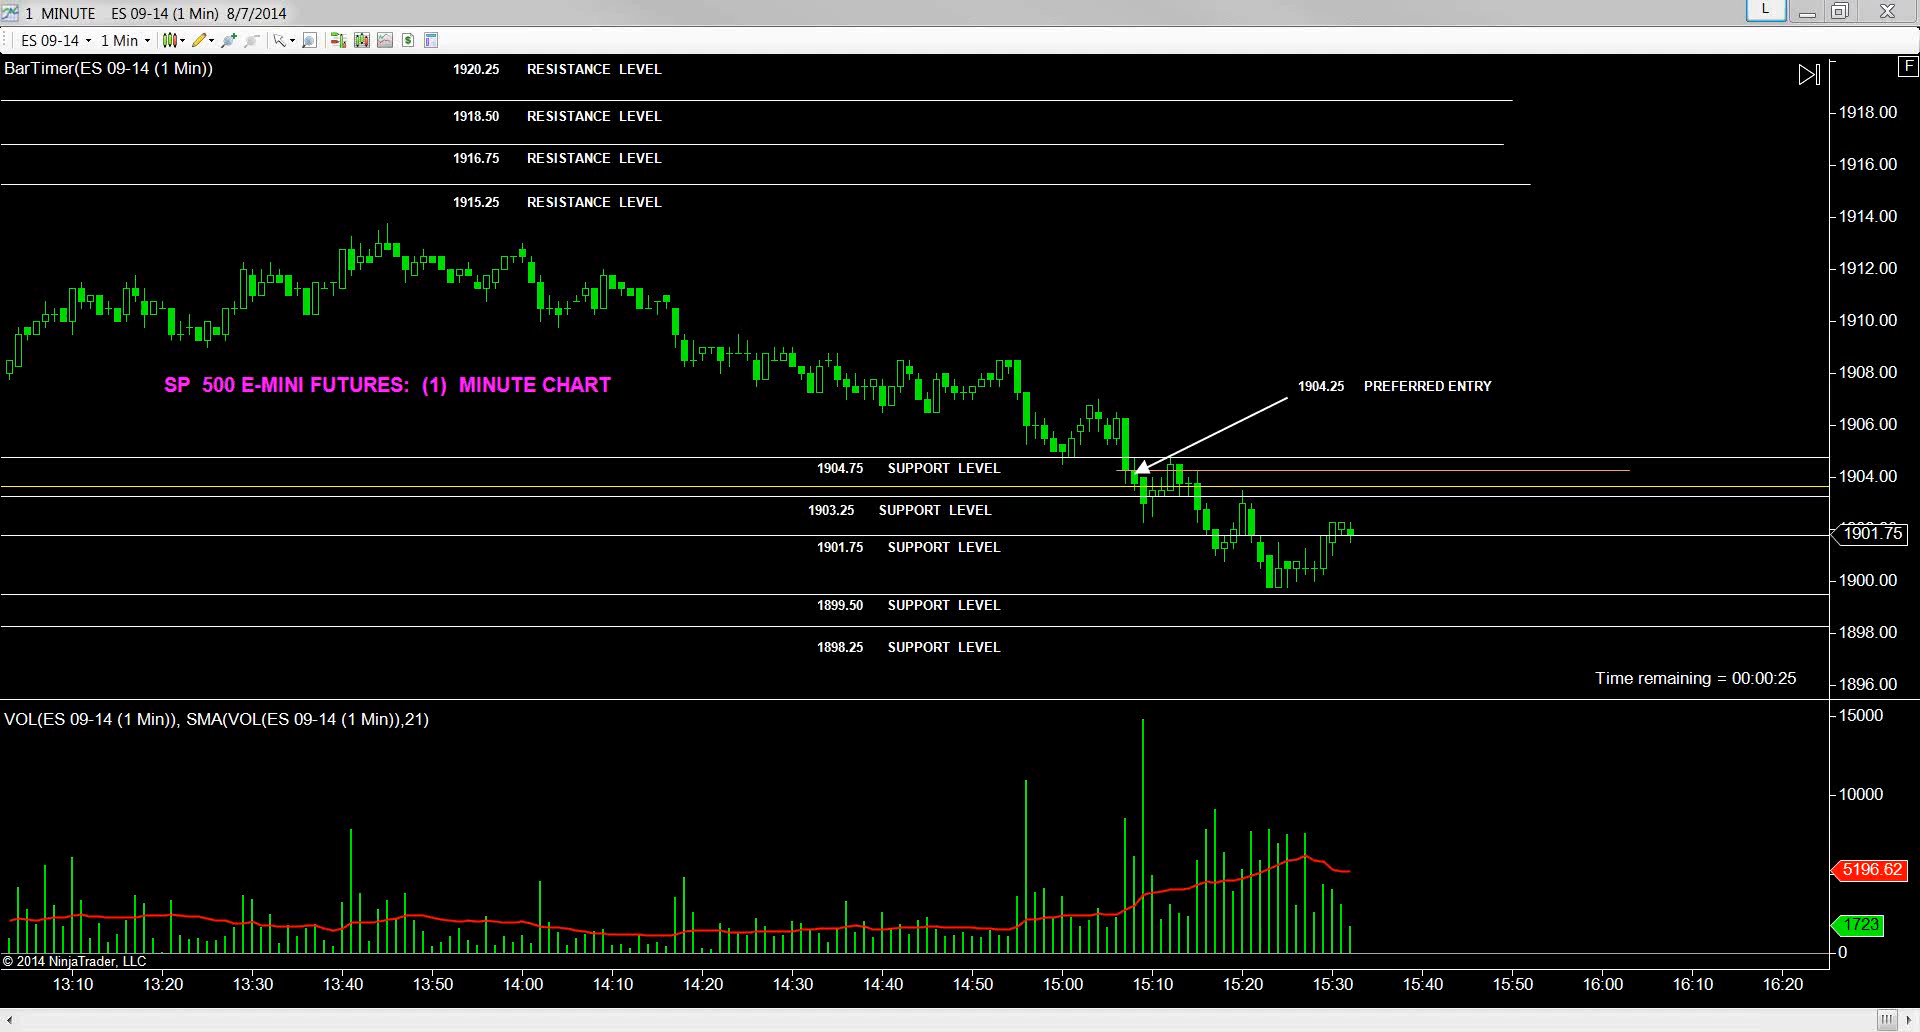 1 MINUTE ES 09-14 (1 Min) 8/7/2014
L
ES 09-14 1 Min
BarTimer(ES 09-14 (1 Min))
F
1920.25 RESISTANCE LEVEL
1918.50 RESISTANCE LEVEL
1916.75 RESISTANCE LEVEL
1915.25 RESISTANCE LEVEL
SP 500 E-MINI FUTURES: (1) MINUTE CHART
1904.25 PREFERRED ENTRY
1904.75 SUPPORT LEVEL
1903.25 SUPPORT LEVEL
1901.75 SUPPORT LEVEL
1899.50 SUPPORT LEVEL
1898.25 SUPPORT LEVEL
Time remaining = 00:00:25
1918.00
1916.00
1914.00
1912.00
1910.00
1908.00
1906.00
1904.00
1901.75
1900.00
1898.00
1896.00
VOL(ES 09-14 (1 Min)), SMA(VOL(ES 09-14 (1 Min)),21)
15000
10000
5196.62
1723
0
© 2014 NinjaTrader, LLC
13:10 13:20 13:30 13:40 13:50 14:00 14:10 14:20 14:30 14:40 14:50 15:00 15:10 15:20 15:30 15:40 15:50 16:00 16:10 16:20